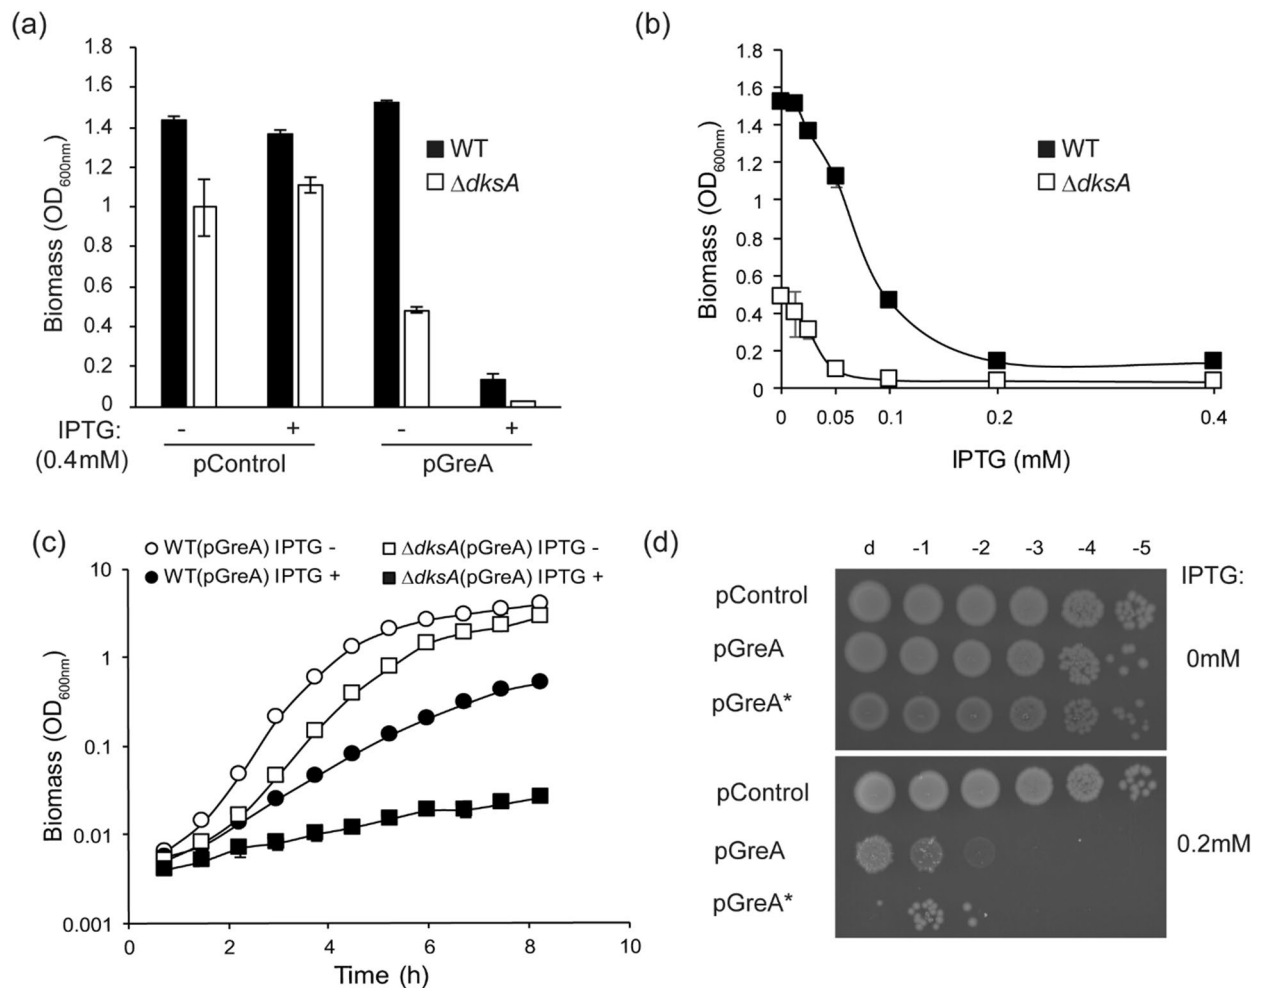 (a)
1.8
1.6
1.4
1.2
1
0.8
0.6
0.4
0.2
0
Biomass (OD600nm)
WT
ΔdksA
IPTG: - + - +
(0.4mM) pControl pGreA
(b)
1.8
1.6
1.4
1.2
1
0.8
0.6
0.4
0.2
0
Biomass (OD600nm)
WT
ΔdksA
0 0.05 0.1 0.2 0.4
IPTG (mM)
(c)
WT(pGreA) IPTG - ΔdksA(pGreA) IPTG -
WT(pGreA) IPTG + ΔdksA(pGreA) IPTG +
10
1
0.1
0.01
0.001
Biomass (OD600nm)
0 2 4 6 8 10
Time (h)
(d)
d -1 -2 -3 -4 -5
IPTG:
pControl
pGreA
0mM
pGreA*
pControl
pGreA
0.2mM
pGreA*